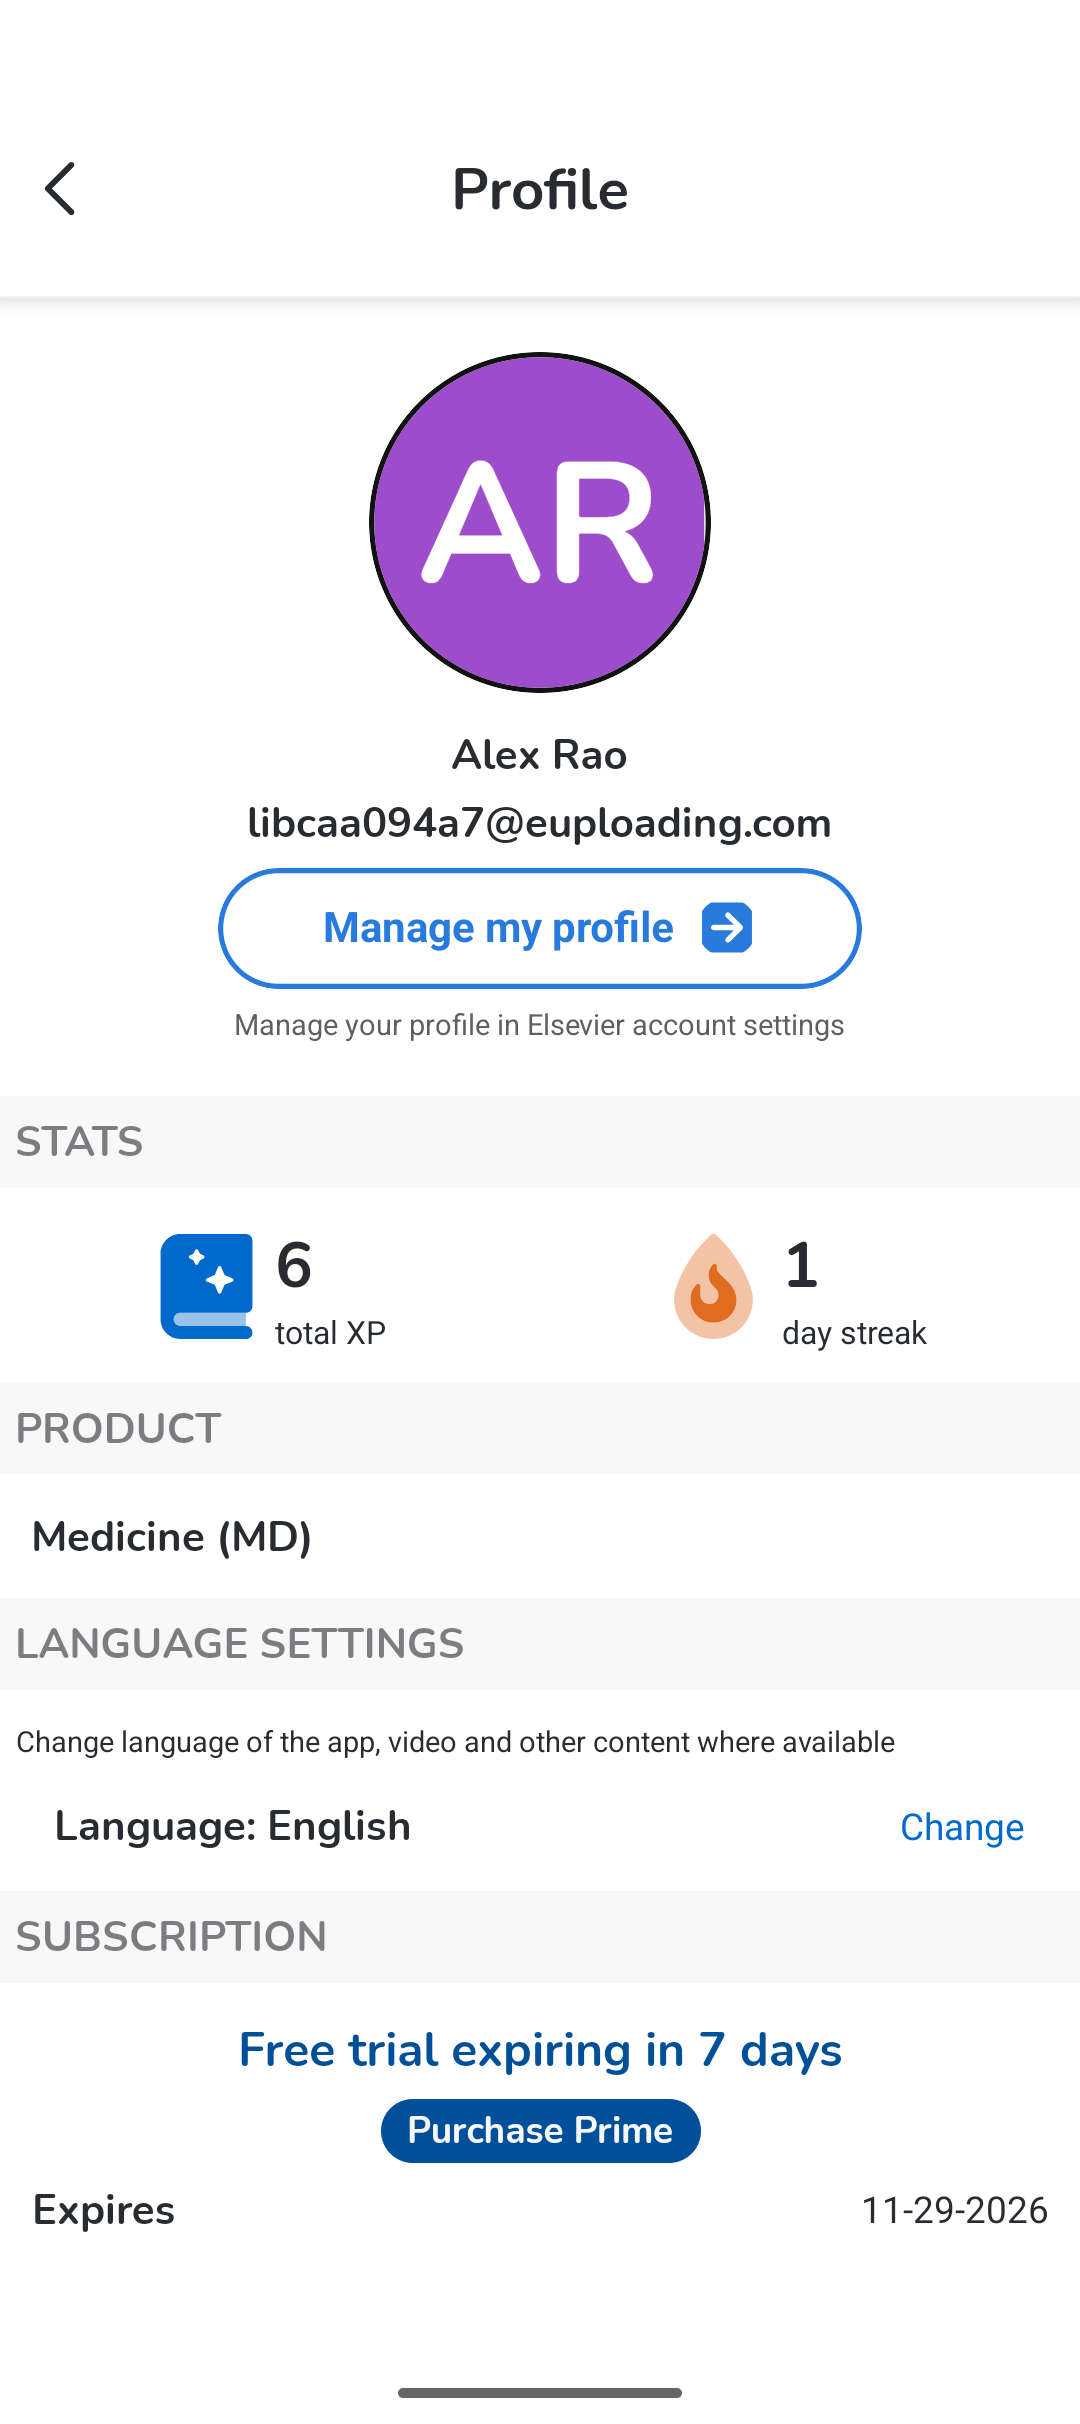 Profile
AR
Alex Rao
libcaa094a7@euploading.com
Manage my profile
Manage your profile in Elsevier account settings
STATS
6
total XP
1
day streak
PRODUCT
Medicine (MD)
LANGUAGE SETTINGS
Change language of the app, video and other content where available
Language: English
Change
SUBSCRIPTION
Free trial expiring in 7 days
Purchase Prime
Expires
11-29-2026